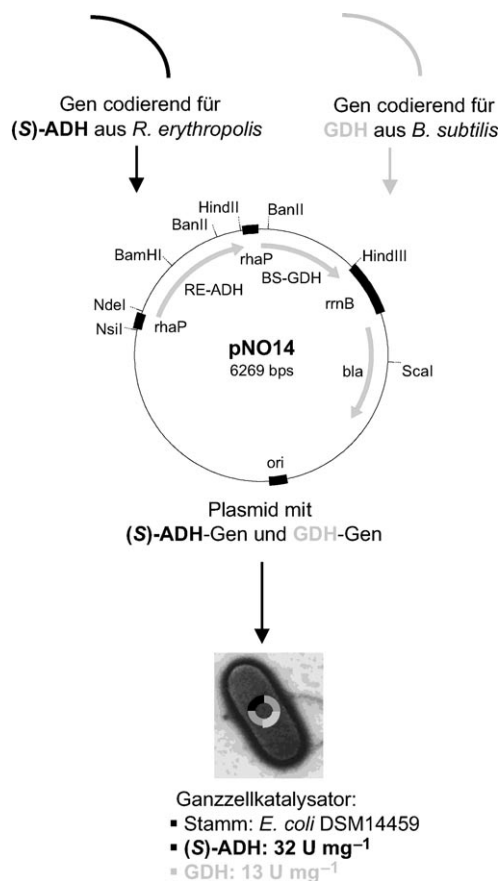 Gen codierend für
(S)-ADH aus R. erythropolis
Gen codierend für
GDH aus B. subtilis
HindII
BanII
BanII
BamHI
HindIII
rhaP
BS-GDH
RE-ADH
rrnB
NdeI
NsiI
rhaP
pNO14
6269 bps
bla
ScaI
ori
Plasmid mit
(S)-ADH-Gen und GDH-Gen
Ganzzellkatalysator:
▪ Stamm: E. coli DSM14459
▪ (S)-ADH: 32 U mg⁻¹
▪ GDH: 13 U mg⁻¹